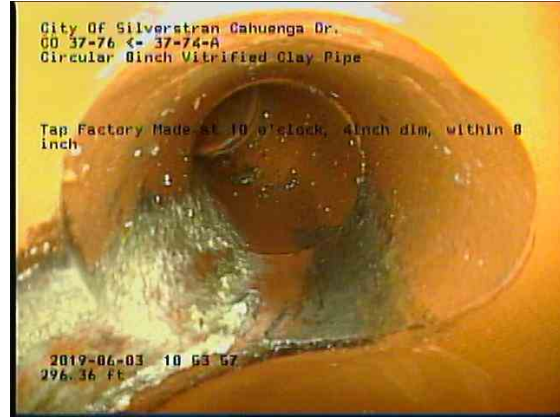 City Of Silverstran Cahuenga Dr.
CO 37-76 <- 37-74-A
Circular 8inch Vitrified Clay Pipe
Tap Factory Made at 10 o'clock, 4inch dim, within 8
inch
2019-06-03 10 53 57
296.36 ft